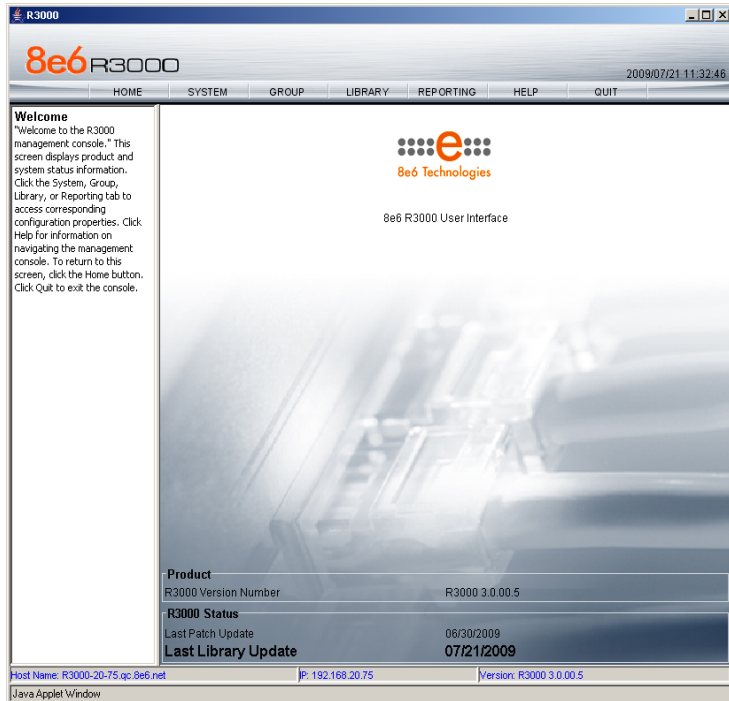 R3000
8e6 R3000
2009/07/21 11:32:46
HOME SYSTEM GROUP LIBRARY REPORTING HELP QUIT
Welcome
"Welcome to the R3000
management console." This
screen displays product and
system status information.
Click the System, Group,
Library, or Reporting tab to
access corresponding
configuration properties. Click
Help for information on
navigating the management
console. To return to this
screen, click the Home button.
Click Quit to exit the console.
e
8e6 Technologies
8e6 R3000 User Interface
Product
R3000 Version Number R3000 3.0.00.5
R3000 Status
Last Patch Update 06/30/2009
Last Library Update 07/21/2009
Host Name: R3000-20-75.qc.8e6.net IP: 192.168.20.75 Version: R3000 3.0.00.5
Java Applet Window